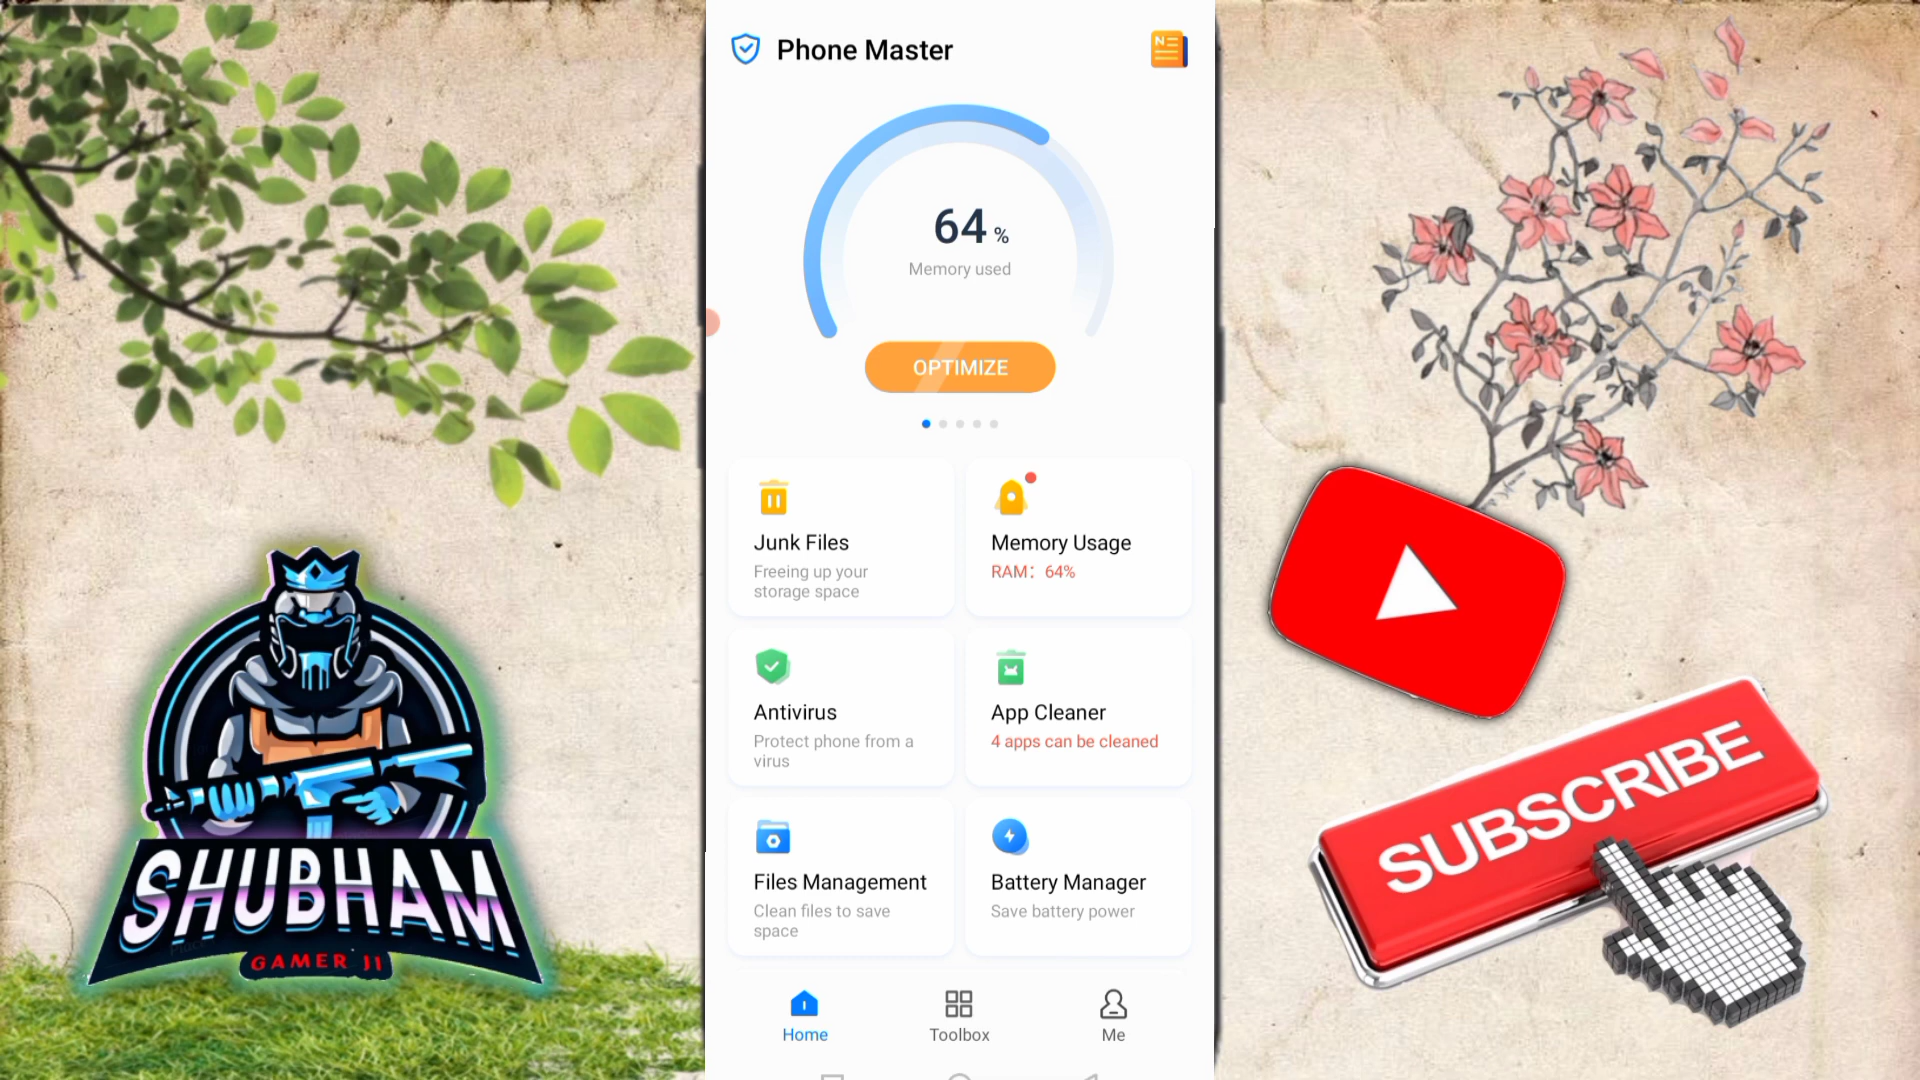 Phone Master
N
64 %
Memory used
OPTIMIZE
Junk Files
Freeing up your
storage space
Memory Usage
RAM: 64%
Antivirus
Protect phone from a
virus
App Cleaner
4 apps can be cleaned
Files Management
Clean files to save
space
Battery Manager
Save battery power
Home
Toolbox
Me
SHUBHAM
GAMER JI
SUBSCRIBE